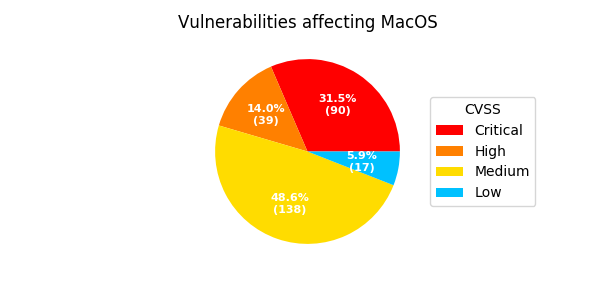 Vulnerabilities affecting MacOS
31.5%
(90)
14.0%
(39)
5.9%
(17)
48.6%
(138)
CVSS
Critical
High
Medium
Low